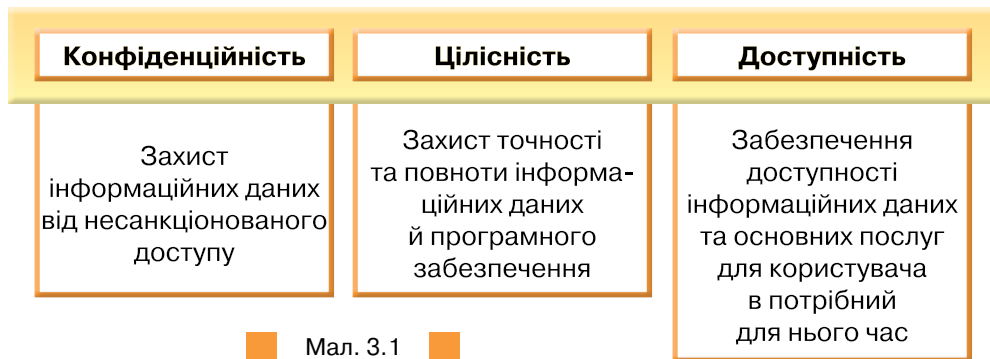 Конфіденційність
Захист
інформаційних даних
від несанкціонованого
доступу
Цілісність
Захист точності
та повноти інформа-
ційних даних
й програмного
забезпечення
Доступність
Забезпечення
доступності
інформаційних даних
та основних послуг
для користувача
в потрібний
для нього час
Мал. 3.1